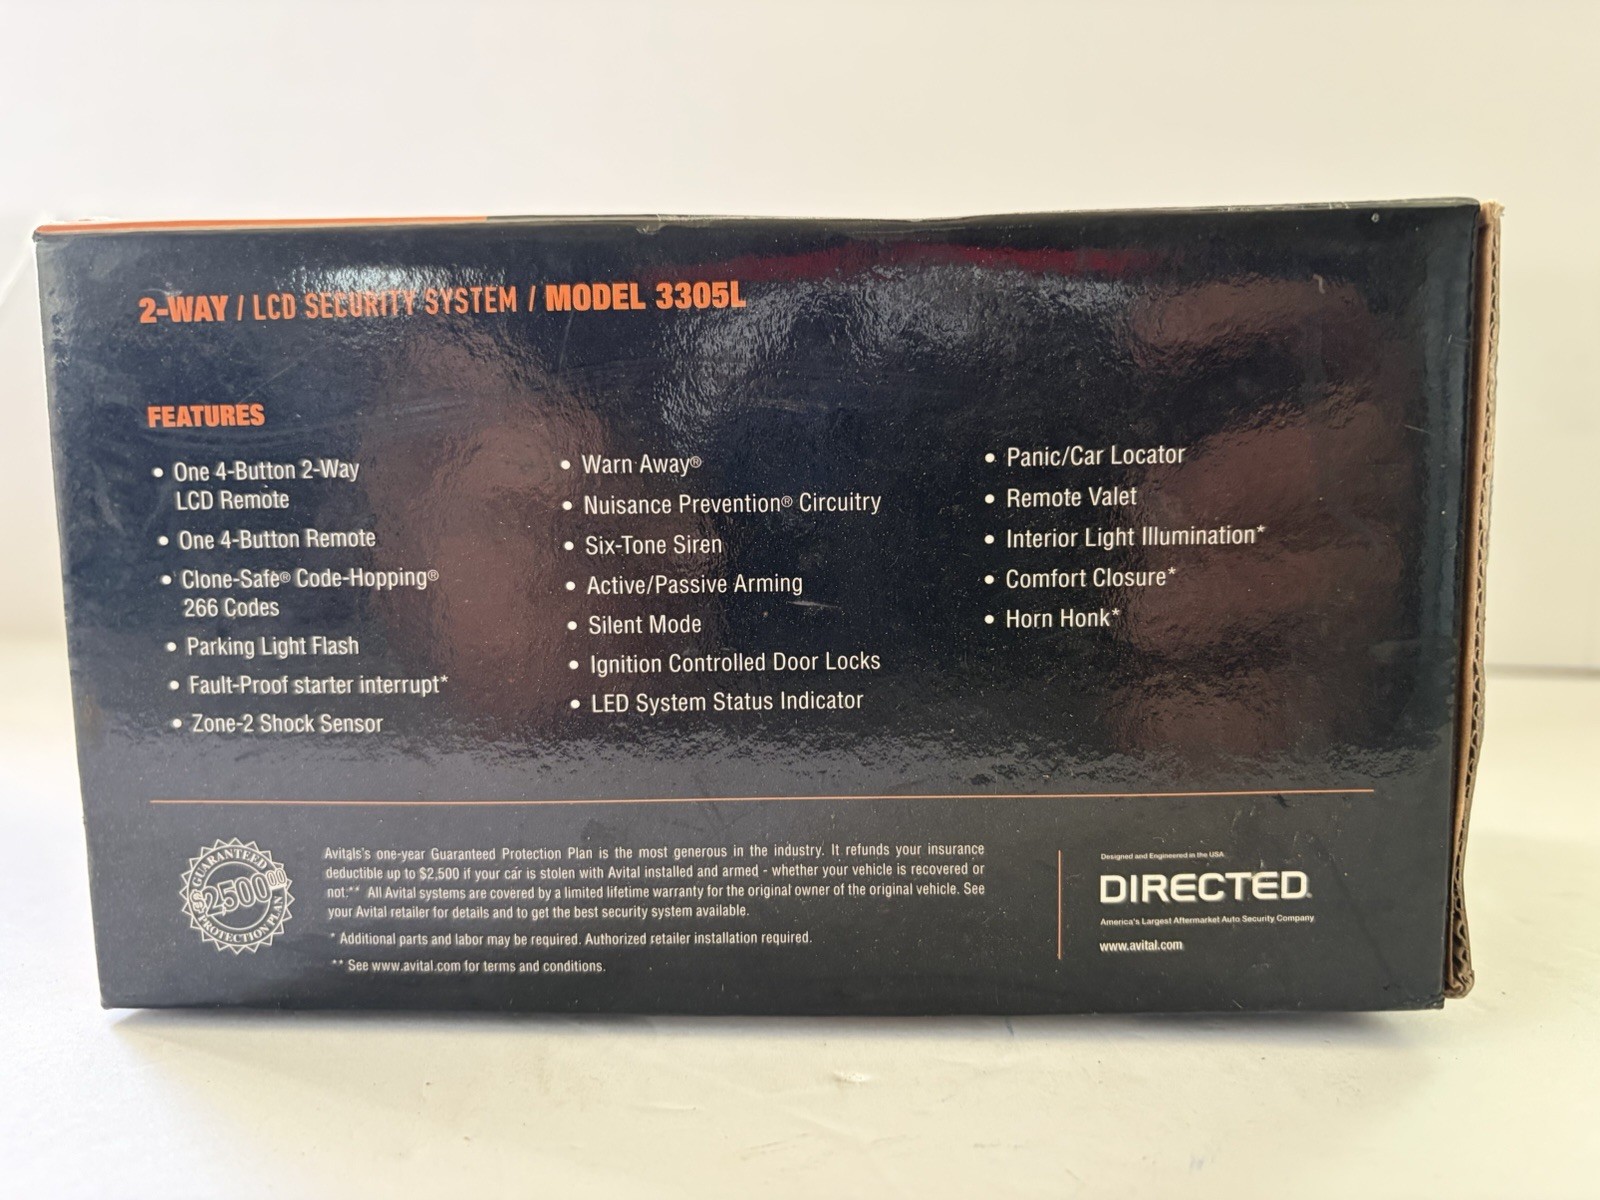 2-WAY / LCD SECURITY SYSTEM / MODEL 3305L
FEATURES
• One 4-Button 2-Way
LCD Remote
• One 4-Button Remote
• Clone-Safe® Code-Hopping®
266 Codes
• Parking Light Flash
• Fault-Proof starter interrupt*
• Zone-2 Shock Sensor
• Warn Away®
• Nuisance Prevention® Circuitry
• Six-Tone Siren
• Active/Passive Arming
• Silent Mode
• Ignition Controlled Door Locks
• LED System Status Indicator
• Panic/Car Locator
• Remote Valet
• Interior Light Illumination*
• Comfort Closure*
• Horn Honk*
GUARANTEED
$2500.00
PROTECTION PLAN
Avitals's one-year Guaranteed Protection Plan is the most generous in the industry. It refunds your insurance
deductible up to $2,500 if your car is stolen with Avital installed and armed - whether your vehicle is recovered or
not.** All Avital systems are covered by a limited lifetime warranty for the original owner of the original vehicle. See
your Avital retailer for details and to get the best security system available.
* Additional parts and labor may be required. Authorized retailer installation required.
** See www.avital.com for terms and conditions.
Designed and Engineered in the USA
DIRECTED
America's Largest Aftermarket Auto Security Company
www.avital.com